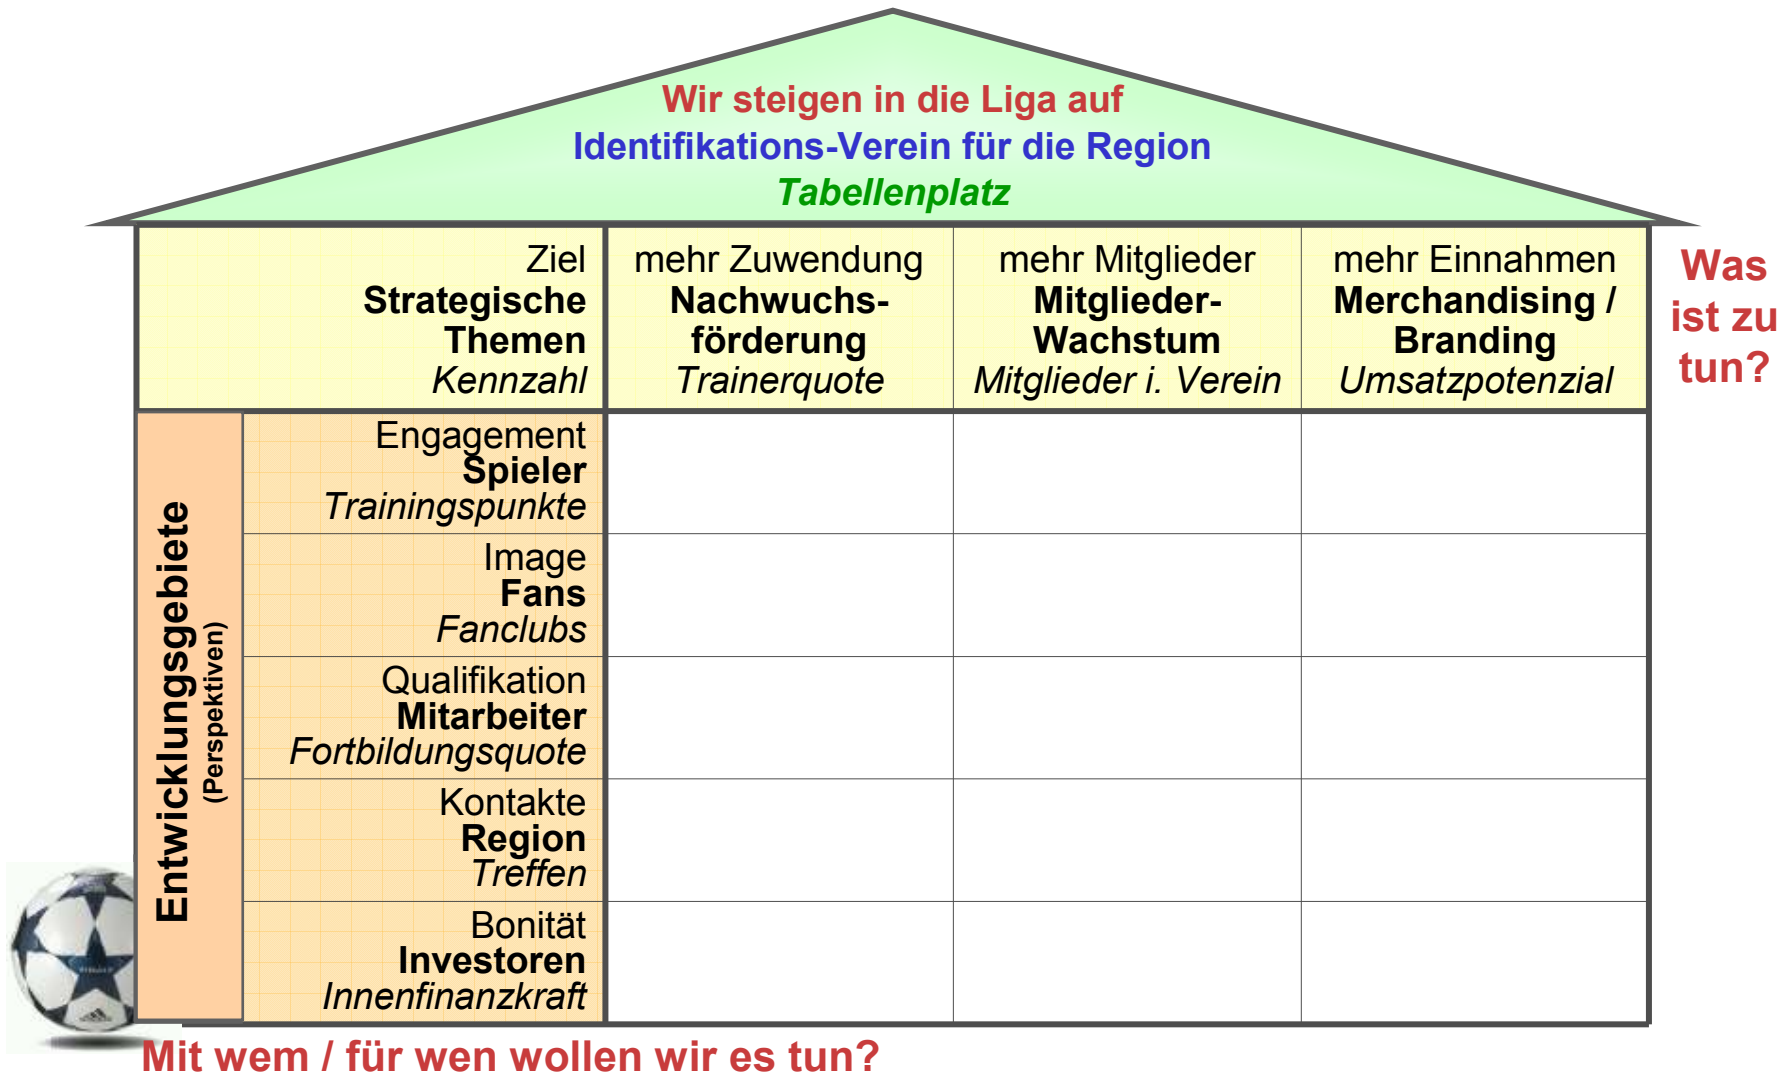 Wir steigen in die Liga auf
Identifikations-Verein für die Region
Tabellenplatz
Ziel
Strategische
Themen
Kennzahl
mehr Zuwendung
Nachwuchs-
förderung
Trainerquote
mehr Mitglieder
Mitglieder-
Wachstum
Mitglieder i. Verein
mehr Einnahmen
Merchandising /
Branding
Umsatzpotenzial
Was
ist zu
tun?
Entwicklungsgebiete
(Perspektiven)
Engagement
Spieler
Trainingspunkte
Image
Fans
Fanclubs
Qualifikation
Mitarbeiter
Fortbildungsquote
Kontakte
Region
Treffen
Bonität
Investoren
Innenfinanzkraft
Mit wem / für wen wollen wir es tun?